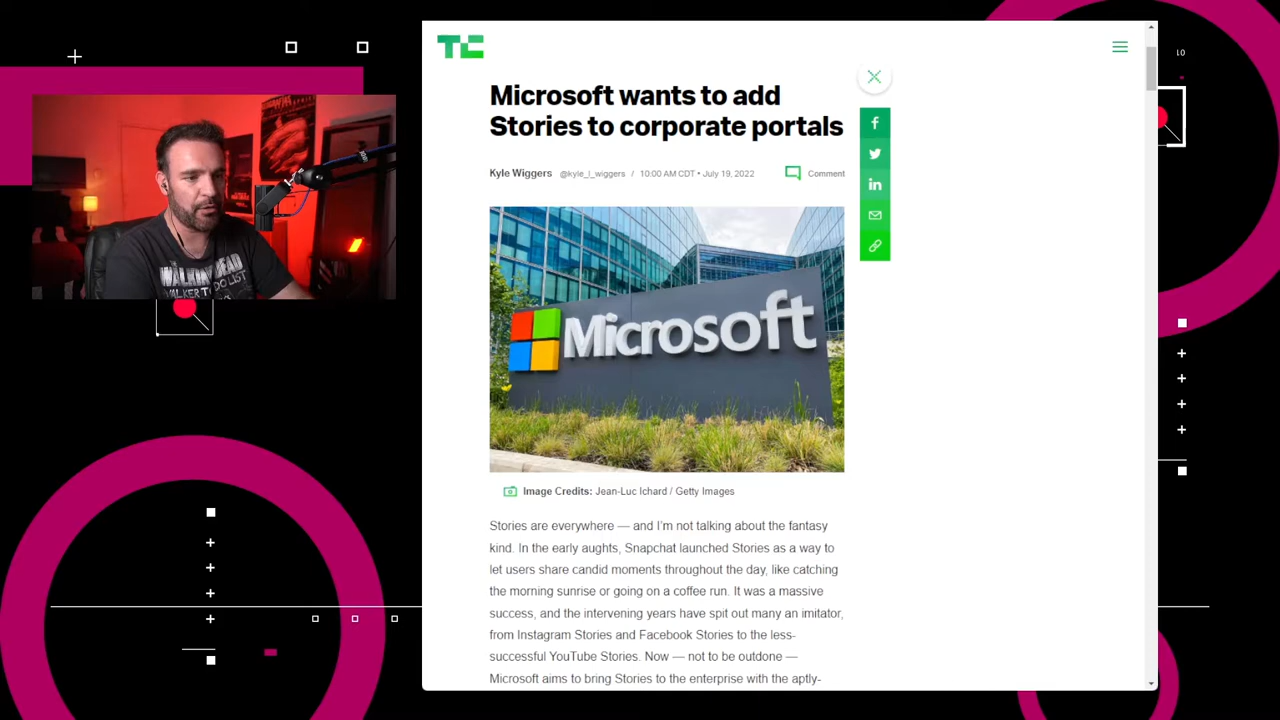 TC
01
Microsoft wants to add
Stories to corporate portals
Kyle Wiggers @kyle_l_wiggers / 10:00 AM CDT • July 19, 2022
Comment
Microsoft
Image Credits: Jean-Luc Ichard / Getty Images
Stories are everywhere — and I'm not talking about the fantasy
kind. In the early aughts, Snapchat launched Stories as a way to
let users share candid moments throughout the day, like catching
the morning sunrise or going on a coffee run. It was a massive
success, and the intervening years have spit out many an imitator,
from Instagram Stories and Facebook Stories to the less-
successful YouTube Stories. Now — not to be outdone —
Microsoft aims to bring Stories to the enterprise with the aptly-
WALKING DEAD